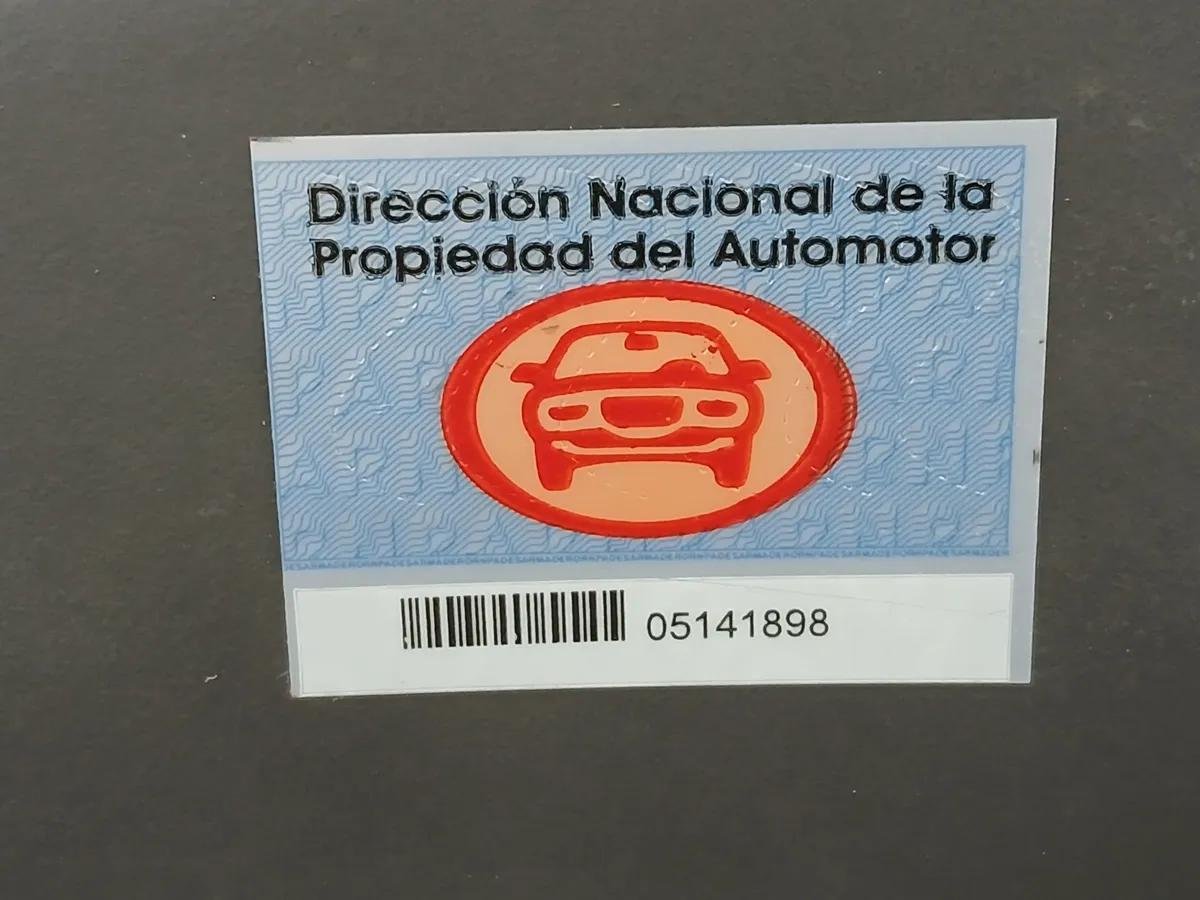 Dirección Nacional de la
Propiedad del Automotor
05141898